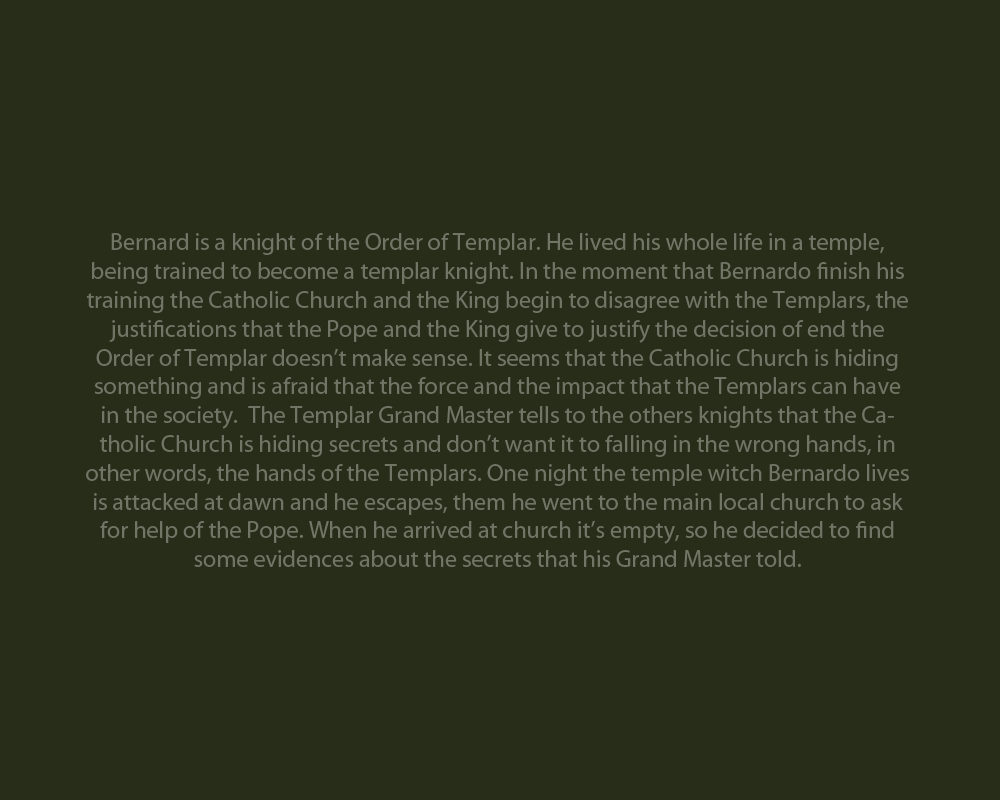 Bernard is a knight of the Order of Templar. He lived his whole life in a temple,
being trained to become a templar knight. In the moment that Bernardo finish his
training the Catholic Church and the King begin to disagree with the Templars, the
justifications that the Pope and the King give to justify the decision of end the
Order of Templar doesn’t make sense. It seems that the Catholic Church is hiding
something and is afraid that the force and the impact that the Templars can have
in the society.  The Templar Grand Master tells to the others knights that the Ca-
tholic Church is hiding secrets and don’t want it to falling in the wrong hands, in
other words, the hands of the Templars. One night the temple witch Bernardo lives
is attacked at dawn and he escapes, them he went to the main local church to ask
for help of the Pope. When he arrived at church it’s empty, so he decided to find
some evidences about the secrets that his Grand Master told.